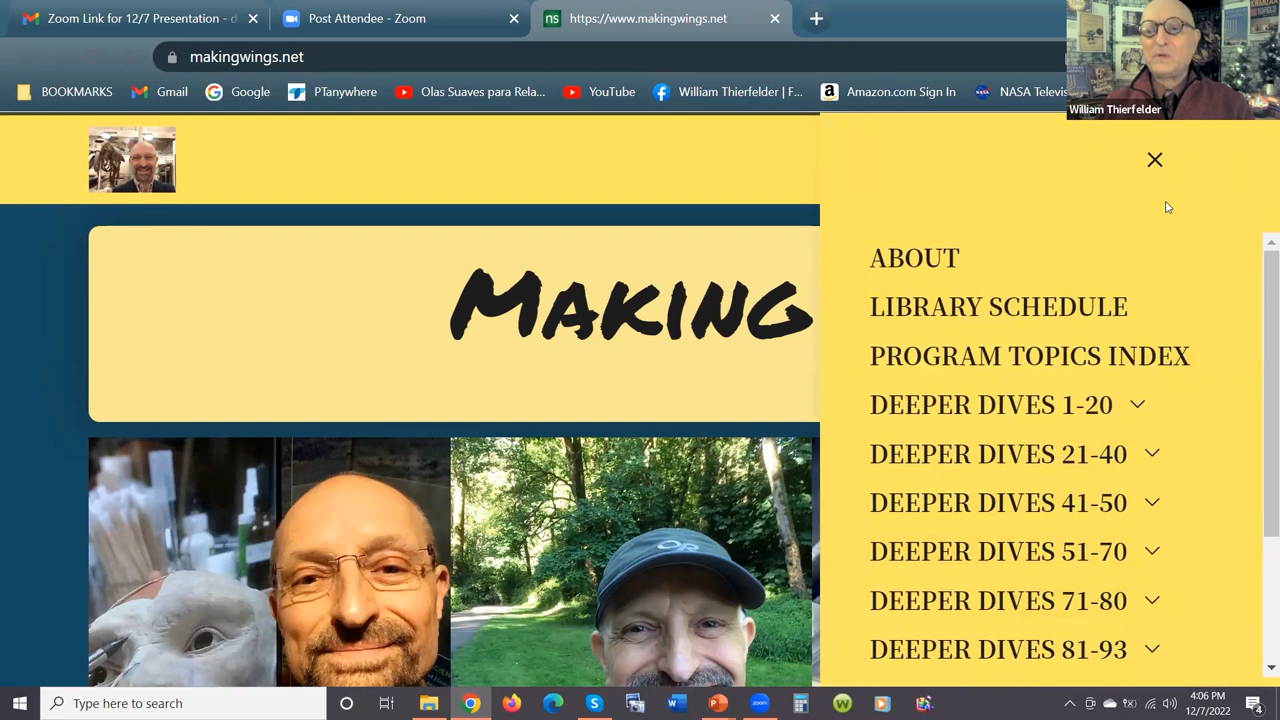 Zoom Link for 12/7 Presentation - d
Post Attendee - Zoom
ns
https://www.makingwings.net
makingwings.net
BOOKMARKS
Gmail
Google
PTanywhere
Olas Suaves para Rela...
YouTube
William Thierfelder | F...
Amazon.com Sign In
NASA Televis
William Thierfelder
MAKING
ABOUT
LIBRARY SCHEDULE
PROGRAM TOPICS INDEX
DEEPER DIVES 1-20
DEEPER DIVES 21-40
DEEPER DIVES 41-50
DEEPER DIVES 51-70
DEEPER DIVES 71-80
DEEPER DIVES 81-93
Type here to search
4:06 PM
12/7/2022
4